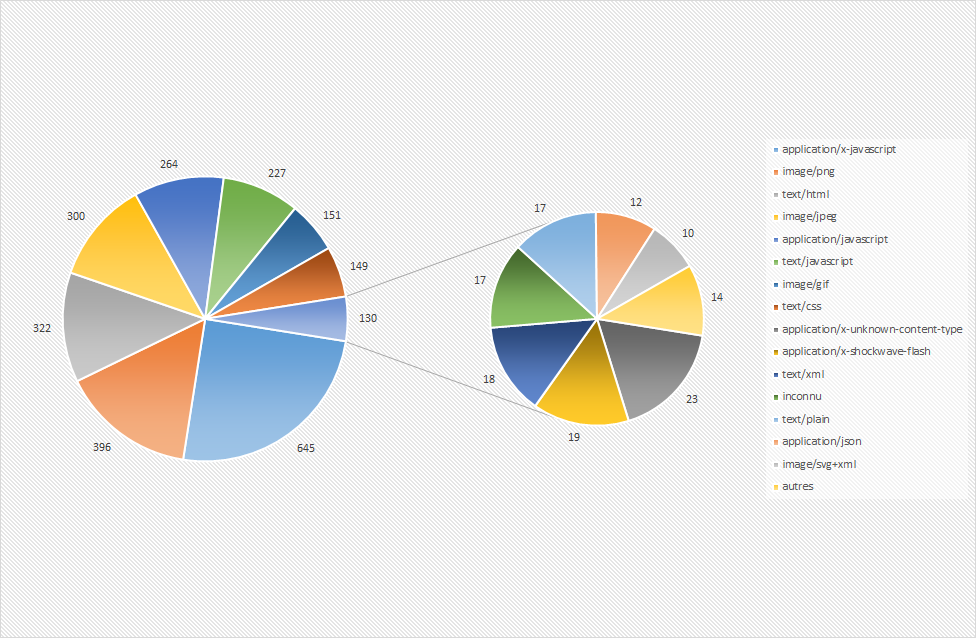 264
227
300
151
149
322
130
396
645
17
12
10
17
14
18
23
19
application/x-javascript
image/png
text/html
image/jpeg
application/javascript
text/javascript
image/gif
text/css
application/x-unknown-content-type
application/x-shockwave-flash
text/xml
inconnu
text/plain
application/json
image/svg+xml
autres